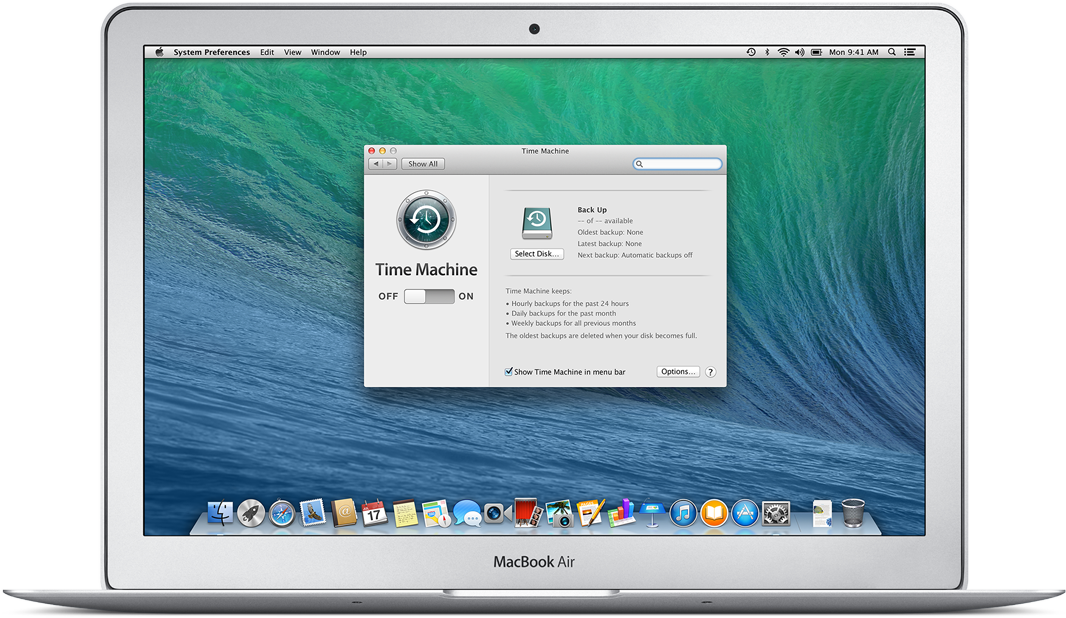 System Preferences Edit View Window Help Mon 9:41 AM
Time Machine
Show All
Time Machine
OFF ON
Back Up
-- of -- available
Oldest backup: None
Latest backup: None
Next backup: Automatic backups off
Select Disk...
Time Machine keeps:
• Hourly backups for the past 24 hours
• Daily backups for the past month
• Weekly backups for all previous months
The oldest backups are deleted when your disk becomes full.
Show Time Machine in menu bar
Options... ?
17
MacBook Air